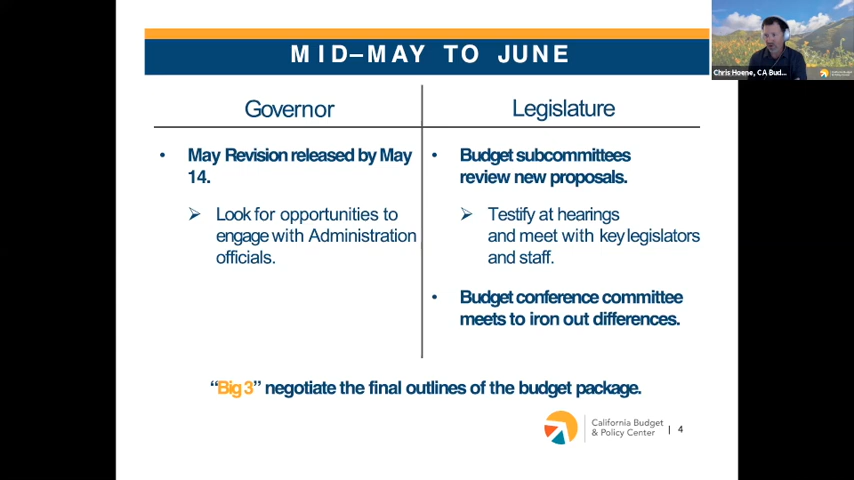 MID–MAY TO JUNE
Chris Hoene, CA Bud...
Governor
Legislature
• May Revision released by May
14.
➢ Look for opportunities to
engage with Administration
officials.
• Budget subcommittees
review new proposals.
➢ Testify at hearings
and meet with key legislators
and staff.
• Budget conference committee
meets to iron out differences.
“Big 3” negotiate the final outlines of the budget package.
California Budget
& Policy Center
| 4